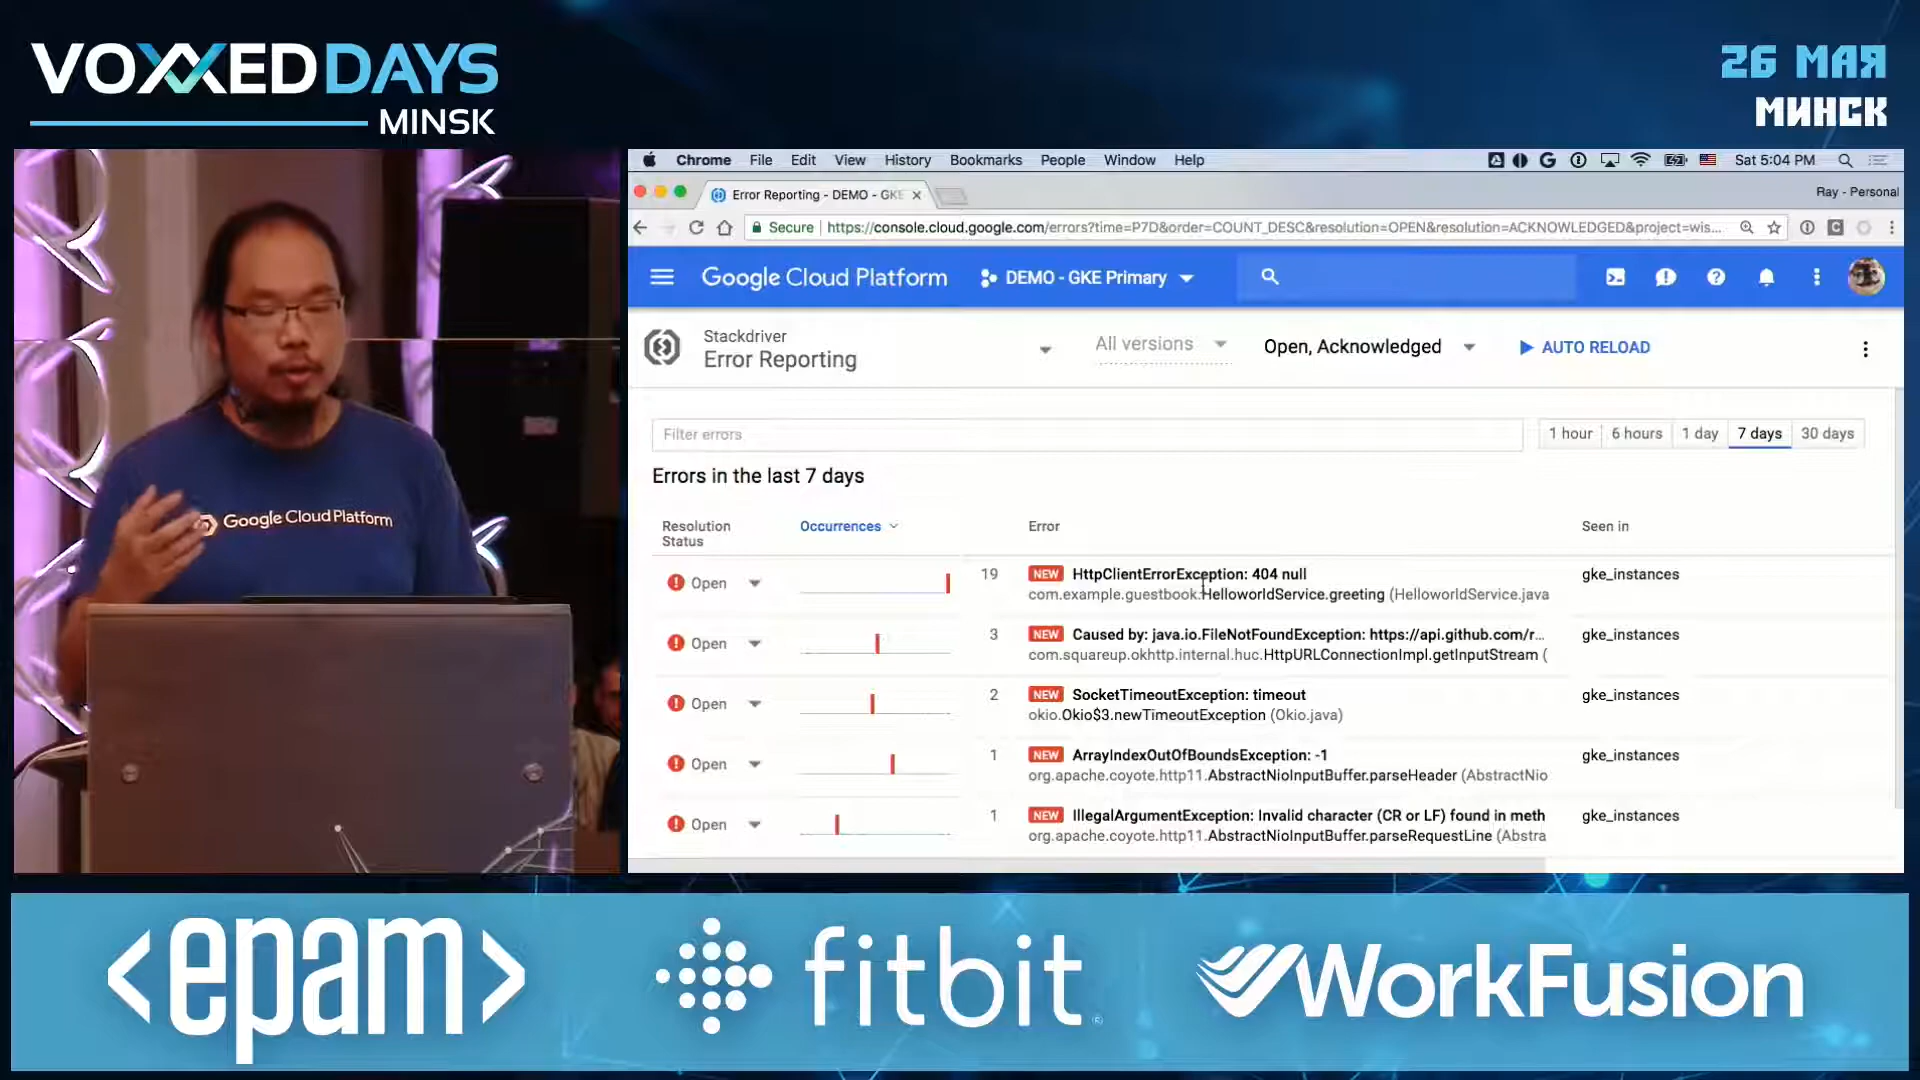 VOXXED DAYS
MINSK
26 МАЯ
МИНСК
Google Cloud Platform
Chrome File Edit View History Bookmarks People Window Help
Sat 5:04 PM
Error Reporting - DEMO - GKE
Ray - Personal
Secure https://console.cloud.google.com/errors?time=P7D&order=COUNT_DESC&resolution=OPEN&resolution=ACKNOWLEDGED&project=wis...
Google Cloud Platform DEMO - GKE Primary
Stackdriver
Error Reporting
All versions
Open, Acknowledged
AUTO RELOAD
Filter errors
1 hour 6 hours 1 day 7 days 30 days
Errors in the last 7 days
Resolution Status Occurrences Error Seen in
Open 19 NEW HttpClientErrorException: 404 null gke_instances
com.example.guestbook.HelloworldService.greeting (HelloworldService.java
Open 3 NEW Caused by: java.io.FileNotFoundException: https://api.github.com/r... gke_instances
com.squareup.okhttp.internal.huc.HttpURLConnectionImpl.getInputStream (
Open 2 NEW SocketTimeoutException: timeout gke_instances
okio.Okio$3.newTimeoutException (Okio.java)
Open 1 NEW ArrayIndexOutOfBoundsException: -1 gke_instances
org.apache.coyote.http11.AbstractNioInputBuffer.parseHeader (AbstractNio
Open 1 NEW IllegalArgumentException: Invalid character (CR or LF) found in meth gke_instances
org.apache.coyote.http11.AbstractNioInputBuffer.parseRequestLine (Abstra
<epam>
fitbit
WorkFusion